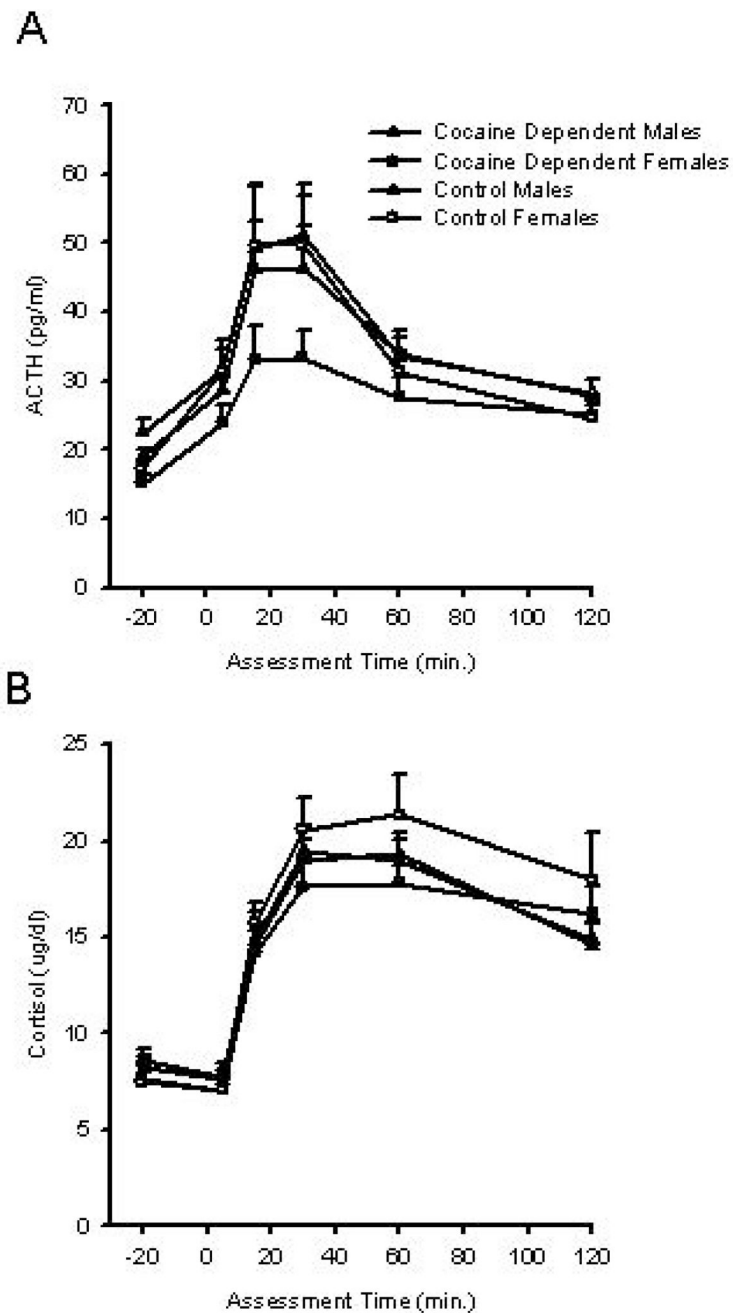 A
70
60
50
40
30
20
10
0
ACTH (pg/ml)
Cocaine Dependent Males
Cocaine Dependent Females
Control Males
Control Females
-20 0 20 40 60 80 100 120
Assessment Time (min.)
B
25
20
15
10
5
0
Cortisol (ug/dl)
-20 0 20 40 60 80 100 120
Assessment Time (min.)